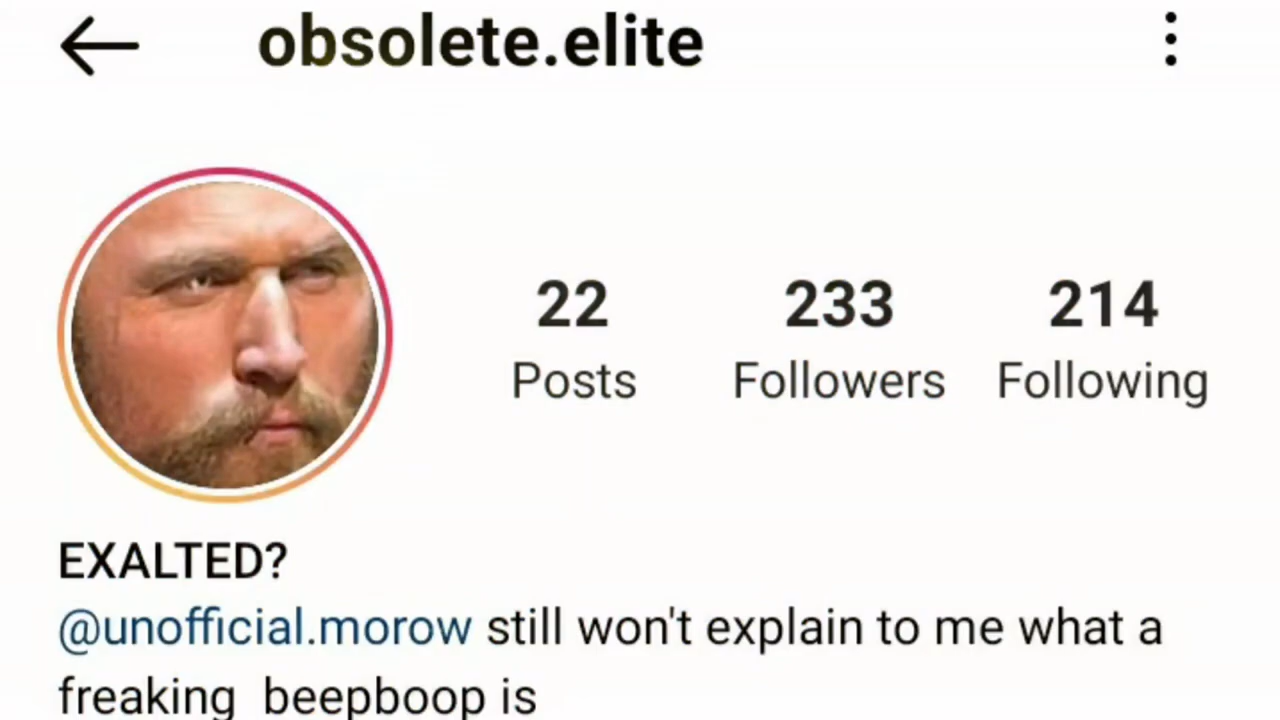 obsolete.elite
22 233 214
Posts Followers Following
EXALTED?
@unofficial.morow still won't explain to me what a
freaking beepboop is